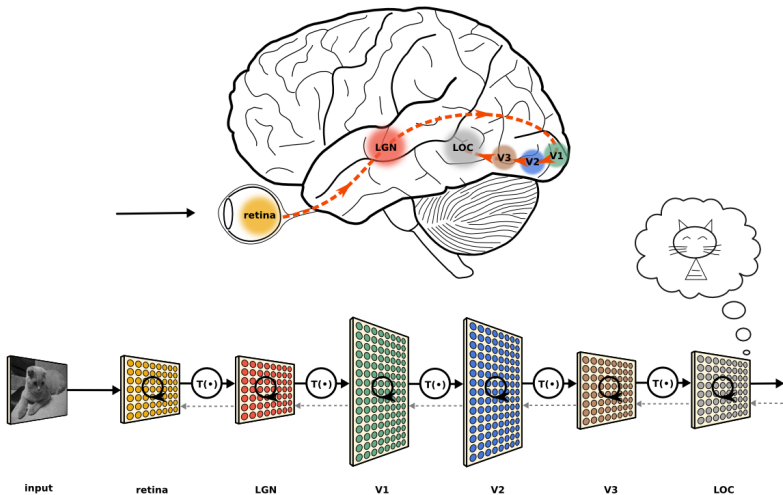 LGN
LOC
V3
V2
V1
retina
T(•)
T(•)
T(•)
T(•)
T(•)
input
retina
LGN
V1
V2
V3
LOC